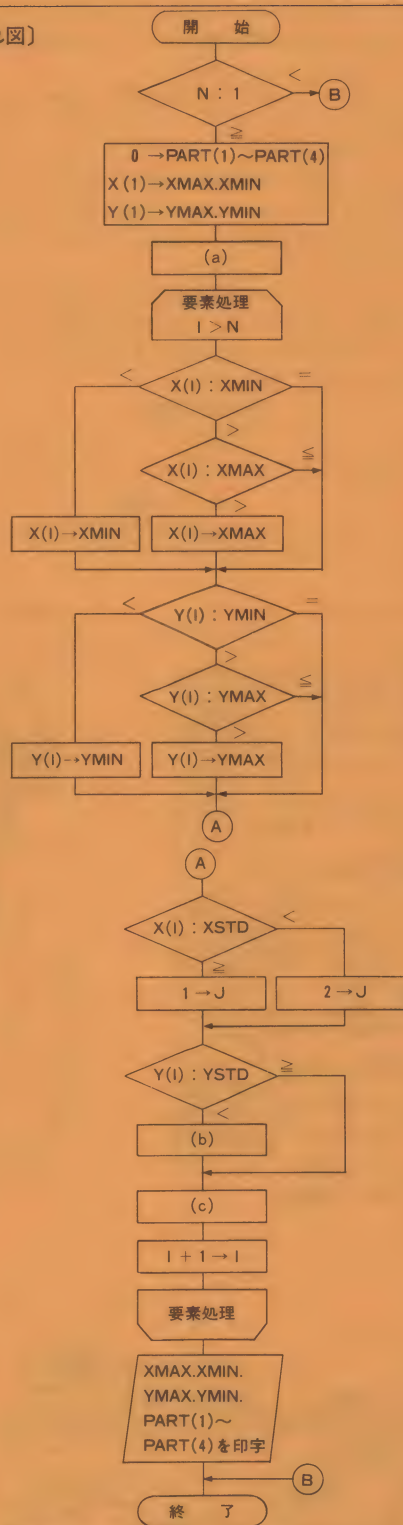 れ図〕
開 始
N : 1
<
B
≧
0 →PART(1)～PART(4)
X(1)→XMAX.XMIN
Y(1)→YMAX.YMIN
(a)
要素処理
I > N
<
X(I) : XMIN
=
>
X(I) : XMAX
≦
>
X(I)→XMIN
X(I)→XMAX
<
Y(I) : YMIN
=
>
Y(I) : YMAX
≦
>
Y(I)→YMIN
Y(I)→YMAX
A
A
X(I) : XSTD
<
≧
1 → J
2 → J
Y(I) : YSTD
≧
<
(b)
(c)
I + 1 → I
要素処理
XMAX.XMIN.
YMAX.YMIN.
PART(1)～
PART(4)を印字
B
終 了